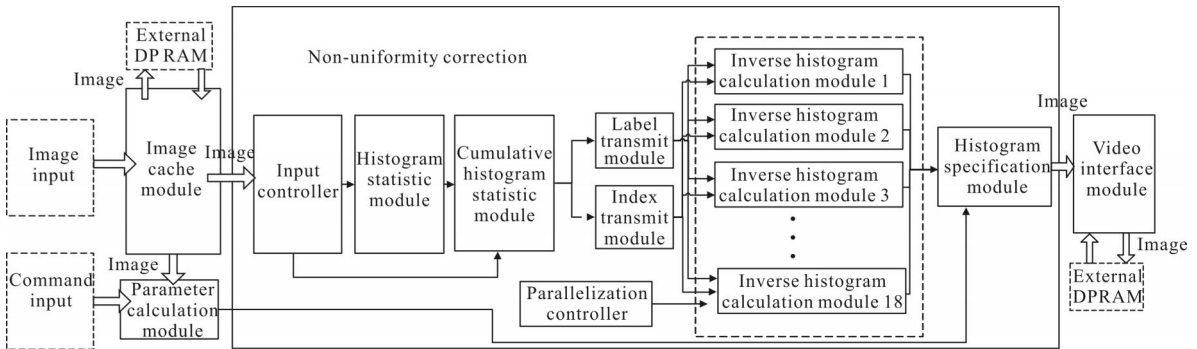 External
DP RAM
Image
Image
Non-uniformity correction
Image
input
Image
cache
module
Image
Input
controller
Histogram
statistic
module
Cumulative
histogram
statistic
module
Label
transmit
module
Index
transmit
module
Inverse histogram
calculation module 1
Inverse histogram
calculation module 2
Inverse histogram
calculation module 3
Inverse histogram
calculation module 18
Parallelization
controller
Histogram
specification
module
Image
Video
interface
module
Image
External
DPRAM
Command
input
Image
Parameter
calculation
module